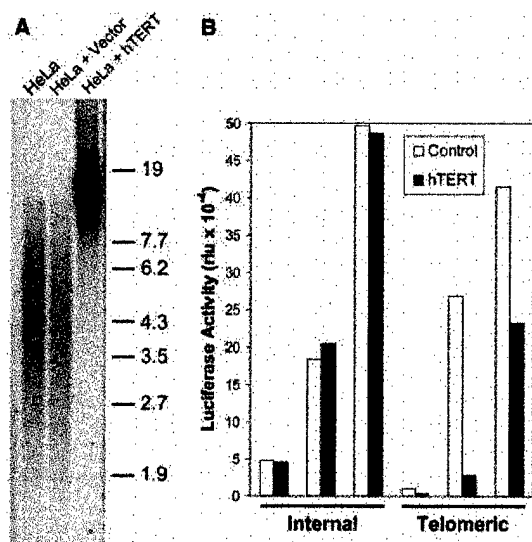 A
HeLa
HeLa + Vector
HeLa + hTERT
19
7.7
6.2
4.3
3.5
2.7
1.9
B
Luciferase Activity (rlu x 10⁻⁴)
50
45
40
35
30
25
20
15
10
5
0
Control
hTERT
Internal
Telomeric